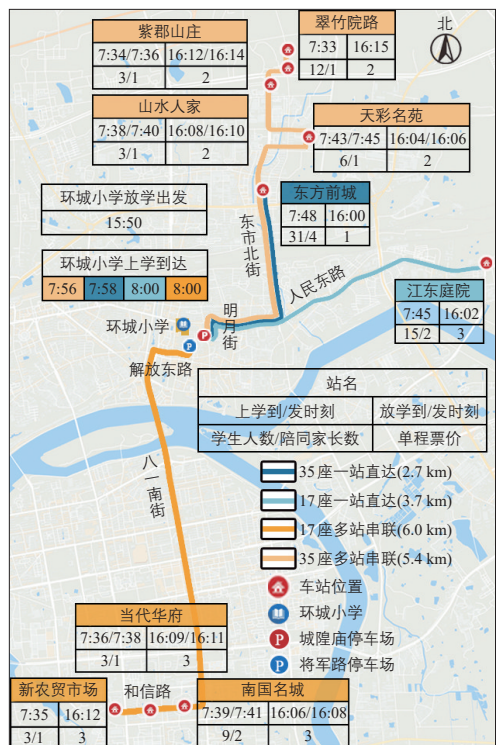 紫郡山庄
7:34/7:36 16:12/16:14
3/1 2
翠竹院路
7:33 16:15
12/1 2
北
山水人家
7:38/7:40 16:08/16:10
3/1 2
天彩名苑
7:43/7:45 16:04/16:06
6/1 2
环城小学放学出发
15:50
东方前城
7:48 16:00
31/4 1
环城小学上学到达
7:56 7:58 8:00 8:00
东市北街
人民东路
江东庭院
7:45 16:02
15/2 3
明月街
环城小学
P
P
解放东路
站名
上学到/发时刻 放学到/发时刻
学生人数/陪同家长数 单程票价
八一南街
35座一站直达(2.7 km)
17座一站直达(3.7 km)
17座多站串联(6.0 km)
35座多站串联(5.4 km)
车站位置
环城小学
P 城隍庙停车场
P 将军路停车场
当代华府
7:36/7:38 16:09/16:11
3/1 3
新农贸市场
7:35 16:12
3/1 3
和信路
南国名城
7:39/7:41 16:06/16:08
9/2 3